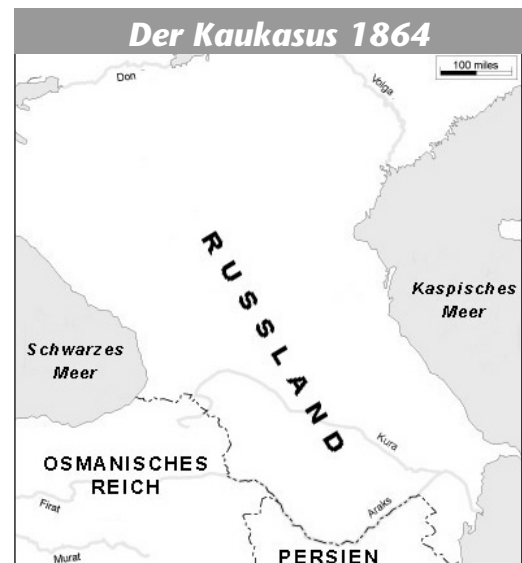 Der Kaukasus 1864
100 miles
Don
Volga
RUSSLAND
Kaspisches
Meer
Schwarzes
Meer
Kura
OSMANISCHES
REICH
Firat
Araks
Murat
PERSIEN